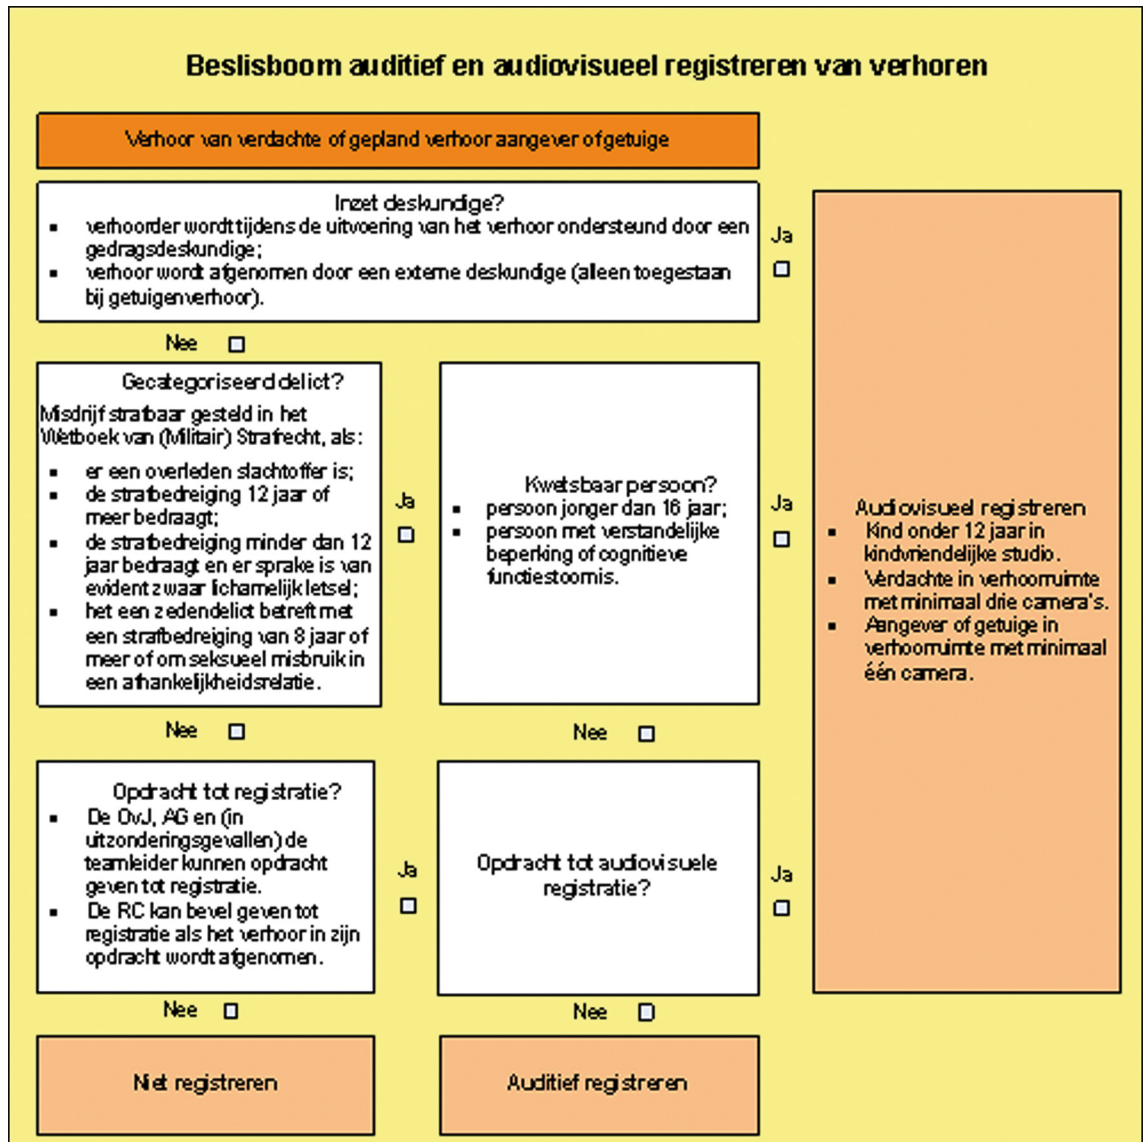 Beslisboom auditief en audiovisueel registreren van verhoren
Verhoor van verdachte of gepland verhoor aangever of getuige
Inzet deskundige?
▪ verhoorder wordt tijdens de uitvoering van het verhoor ondersteund door een
gedragsdeskundige;
▪ verhoor wordt afgenomen door een externe deskundige (alleen toegestaan
bij getuigenverhoor).
Ja
Nee
Gecategoriseerd delict?
Misdrijf strafbaar gesteld in het
Wetboek van (Militair) Strafrecht, als:
▪ er een overleden slachtoffer is;
▪ de strafbedreiging 12 jaar of
meer bedraagt;
▪ de strafbedreiging minder dan 12
jaar bedraagt en er sprake is van
evident zwaar lichamelijk letsel;
▪ het een zedendelict betreft met
een strafbedreiging van 8 jaar of
meer of om seksueel misbruik in
een afhankelijkheidsrelatie.
Ja
Kwetsbaar persoon?
▪ persoon jonger dan 16 jaar;
▪ persoon met verstandelijke
beperking of cognitieve
functiestoornis.
Ja
Audiovisueel registreren
▪ Kind onder 12 jaar in
kindvriendelijke studio.
▪ Verdachte in verhoorruimte
met minimaal drie camera's.
▪ Aangever of getuige in
verhoorruimte met minimaal
één camera.
Nee
Nee
Opdracht tot registratie?
▪ De OvJ, AG en (in
uitzonderingsgevallen) de
teamleider kunnen opdracht
geven tot registratie.
▪ De RC kan bevel geven tot
registratie als het verhoor in zijn
opdracht wordt afgenomen.
Ja
Opdracht tot audiovisuele
registratie?
Ja
Nee
Nee
Niet registreren
Auditief registreren